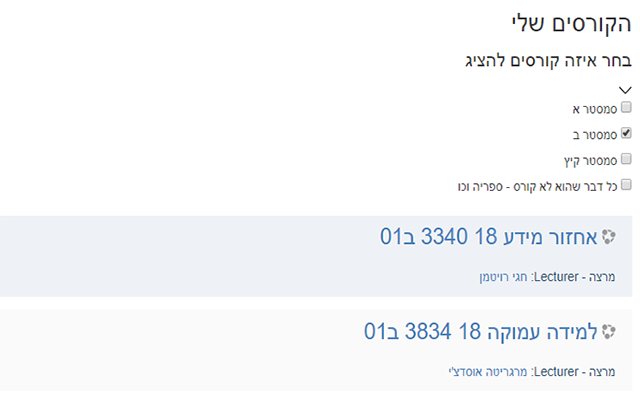 הקורסים שלי
בחר איזה קורסים להציג
סמסטר א
סמסטר ב
סמסטר קיץ
כל דבר שהוא לא קורס - ספריה וכו
אחזור מידע 18 3340 ב01
מרצה - Lecturer: חגי רויטמן
למידה עמוקה 18 3834 ב01
מרצה - Lecturer: מרגריטה אוסדצ'י